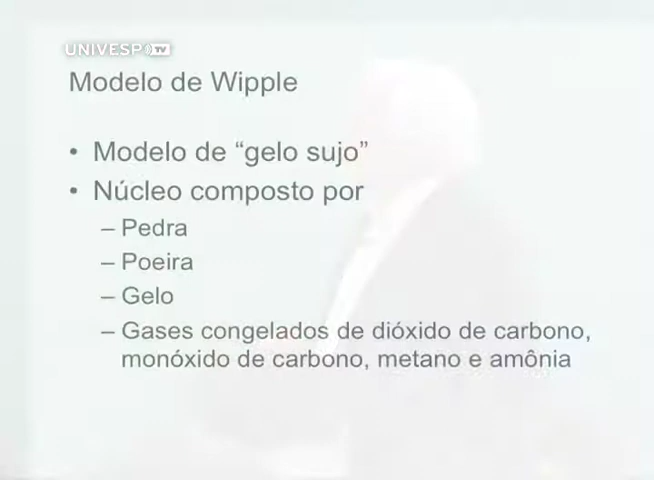 UNIVESP TV
Modelo de Wipple
• Modelo de “gelo sujo”
• Núcleo composto por
– Pedra
– Poeira
– Gelo
– Gases congelados de dióxido de carbono,
monóxido de carbono, metano e amônia